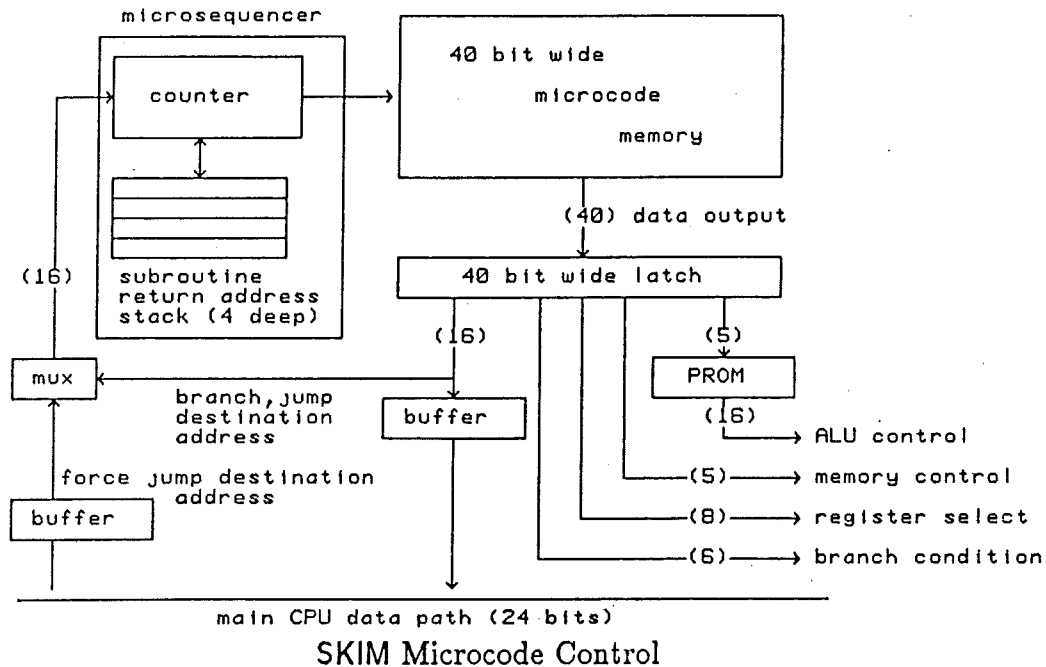 microsequencer
40 bit wide
microcode
memory
counter
(40) data output
(16)
subroutine
return address
stack (4 deep)
40 bit wide latch
(16)
(5)
mux
PROM
branch,jump
destination
address
buffer
(16)
ALU control
force jump destination
address
(5)
memory control
buffer
(8)
register select
(6)
branch condition
main CPU data path (24 bits)
SKIM Microcode Control